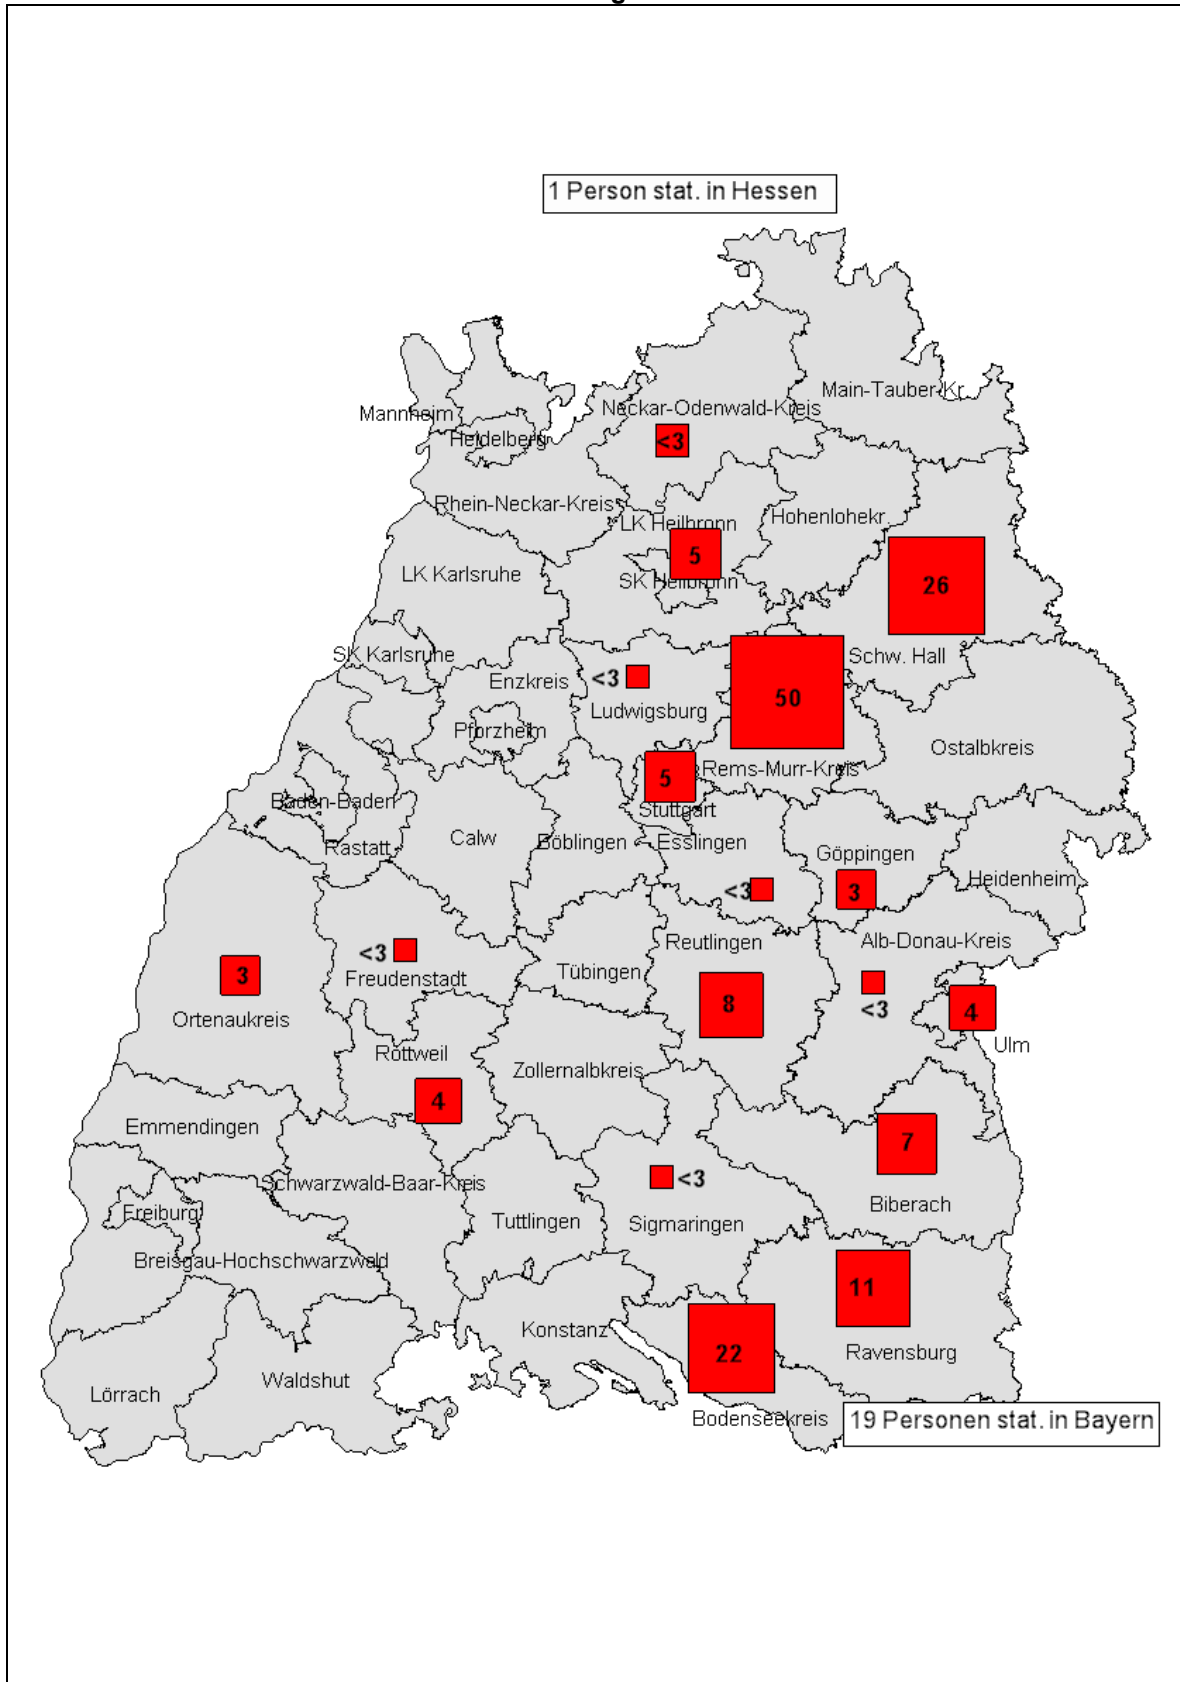 1 Person stat. in Hessen
Main-Tauber-Kr.
Neckar-Odenwald-Kreis
Mannheim
<3
Heidelberg
Rhein-Neckar-Kreis
Hohenlohekr.
LK Heilbronn
5
LK Karlsruhe
SK Heilbronn
26
SK Karlsruhe
Schw. Hall
<3
Enzkreis
50
Ludwigsburg
Pforzheim
Ostalbkreis
Rems-Murr-Kreis
5
Baden-Baden
Stuttgart
Rastatt
Calw
Böblingen
Esslingen
Göppingen
Heidenheim
<3
3
Reutlingen
Alb-Donau-Kreis
<3
Freudenstadt
Tübingen
3
8
<3
4
Ortenaukreis
Ulm
Rottweil
Zollernalbkreis
4
Emmendingen
7
Schwarzwald-Baar-Kreis
<3
Freiburg
Tuttlingen
Sigmaringen
Biberach
Breisgau-Hochschwarzwald
11
Konstanz
22
Ravensburg
Waldshut
Lörrach
Bodenseekreis
19 Personen stat. in Bayern